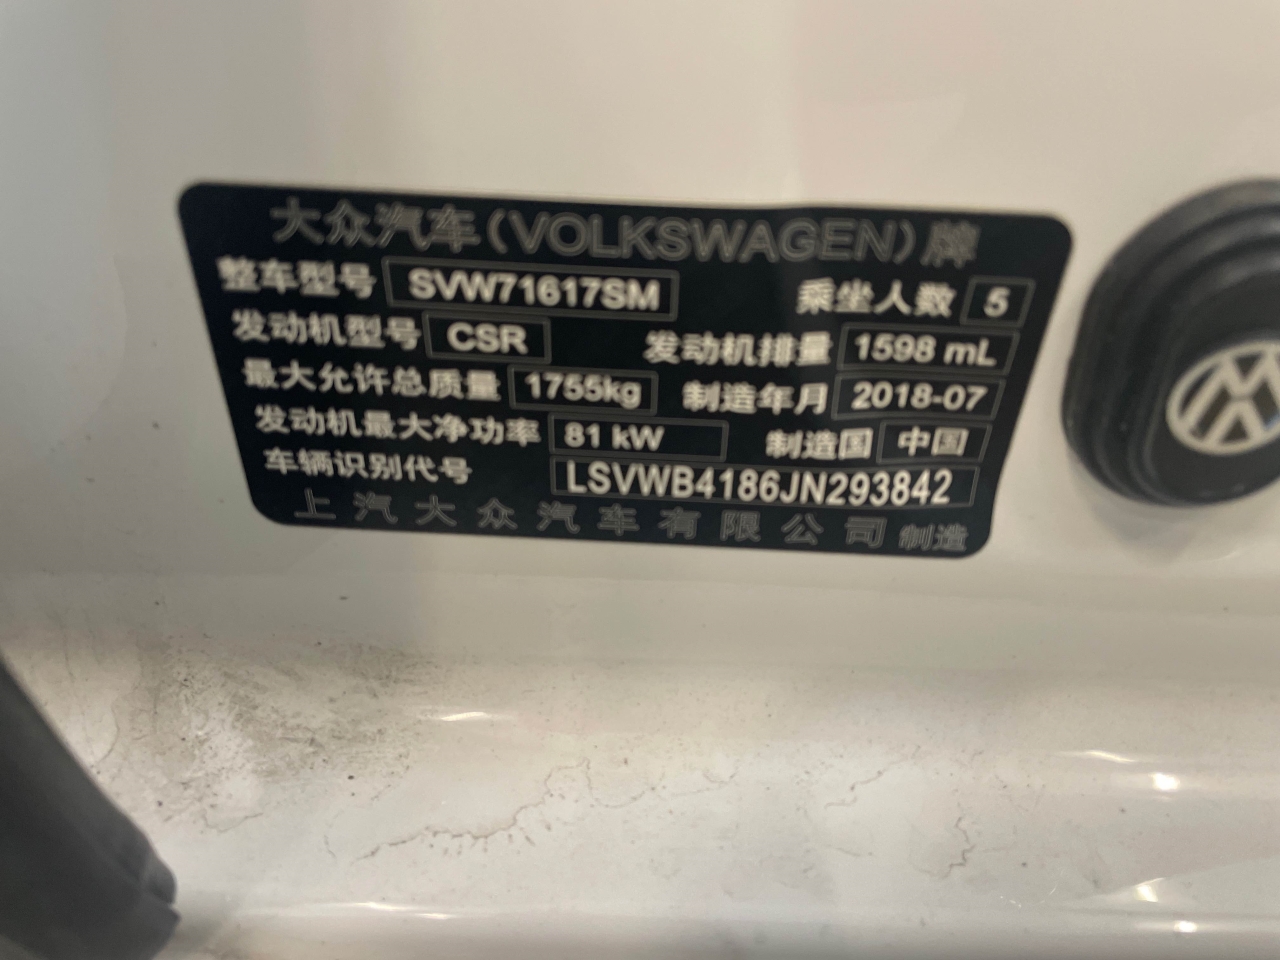 大众汽车(VOLKSWAGEN)牌
整车型号 SVW71617SM 乘坐人数 5
发动机型号 CSR 发动机排量 1598 mL
最大允许总质量 1755kg 制造年月 2018-07
发动机最大净功率 81 kW 制造国 中国
车辆识别代号 LSVWB4186JN293842
上汽大众汽车有限公司 制造